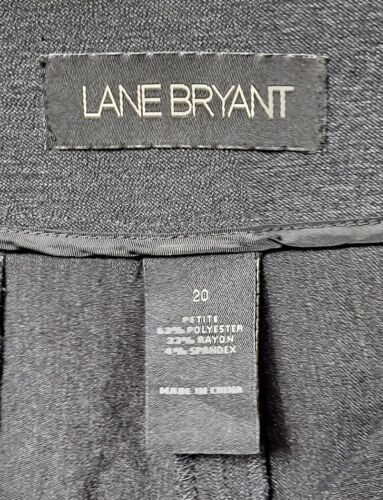 LANE BRYANT
20
PETITE
63% POLYESTER
33% RAYON
4% SPANDEX
MADE IN CHINA